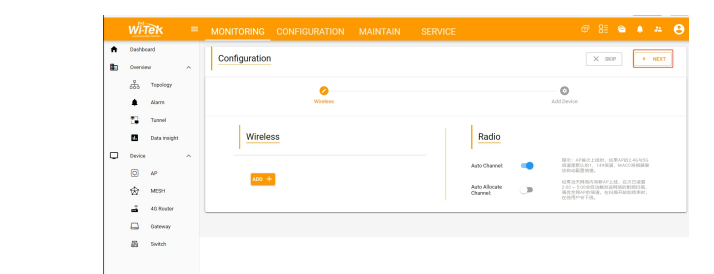 Wi-Tek
MONITORING CONFIGURATION MAINTAIN SERVICE
Dashboard
Overview
Topology
Alarm
Tunnel
Data insight
Device
AP
MESH
4G Router
Gateway
Switch
Configuration
SKIP
NEXT
Wireless
Add Device
Wireless
ADD +
Radio
Auto Channel:
Auto Allocate
Channel: